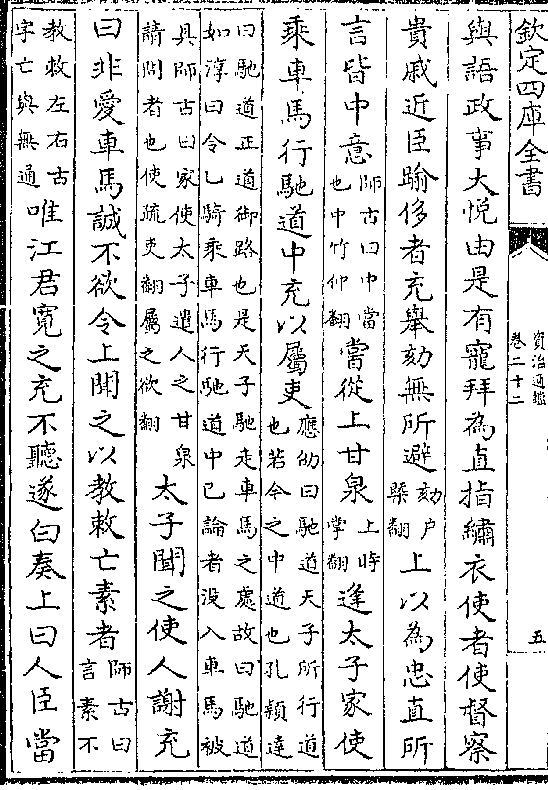 欽定四庫全書
資治通鑑
卷二十二
五
與語政事大悅由是有寵拜為直指繡衣使者使督察
貴戚近臣踰侈者充舉劾無所避劾戶槩翻上以為忠直所
言皆中意師古曰中當也中竹仲翻嘗從上甘泉上時掌翻逢太子家使
乘車馬行馳道中充以屬吏應劭曰馳道天子所行道也若今之中道也孔穎達
曰馳道正道御路也是天子馳走車馬之處故曰馳道
如淳曰令乙騎乘車馬行馳道中已論者没入車馬被
具師古曰家使太子遣人之甘泉請問者也使疏吏翻屬之欲翻太子聞之使人謝充
曰非愛車馬誠不欲令上聞之以教敕亡素者師古曰言素不
教敕左右古字亡與無通唯江君寛之充不聽遂白奏上曰人臣當